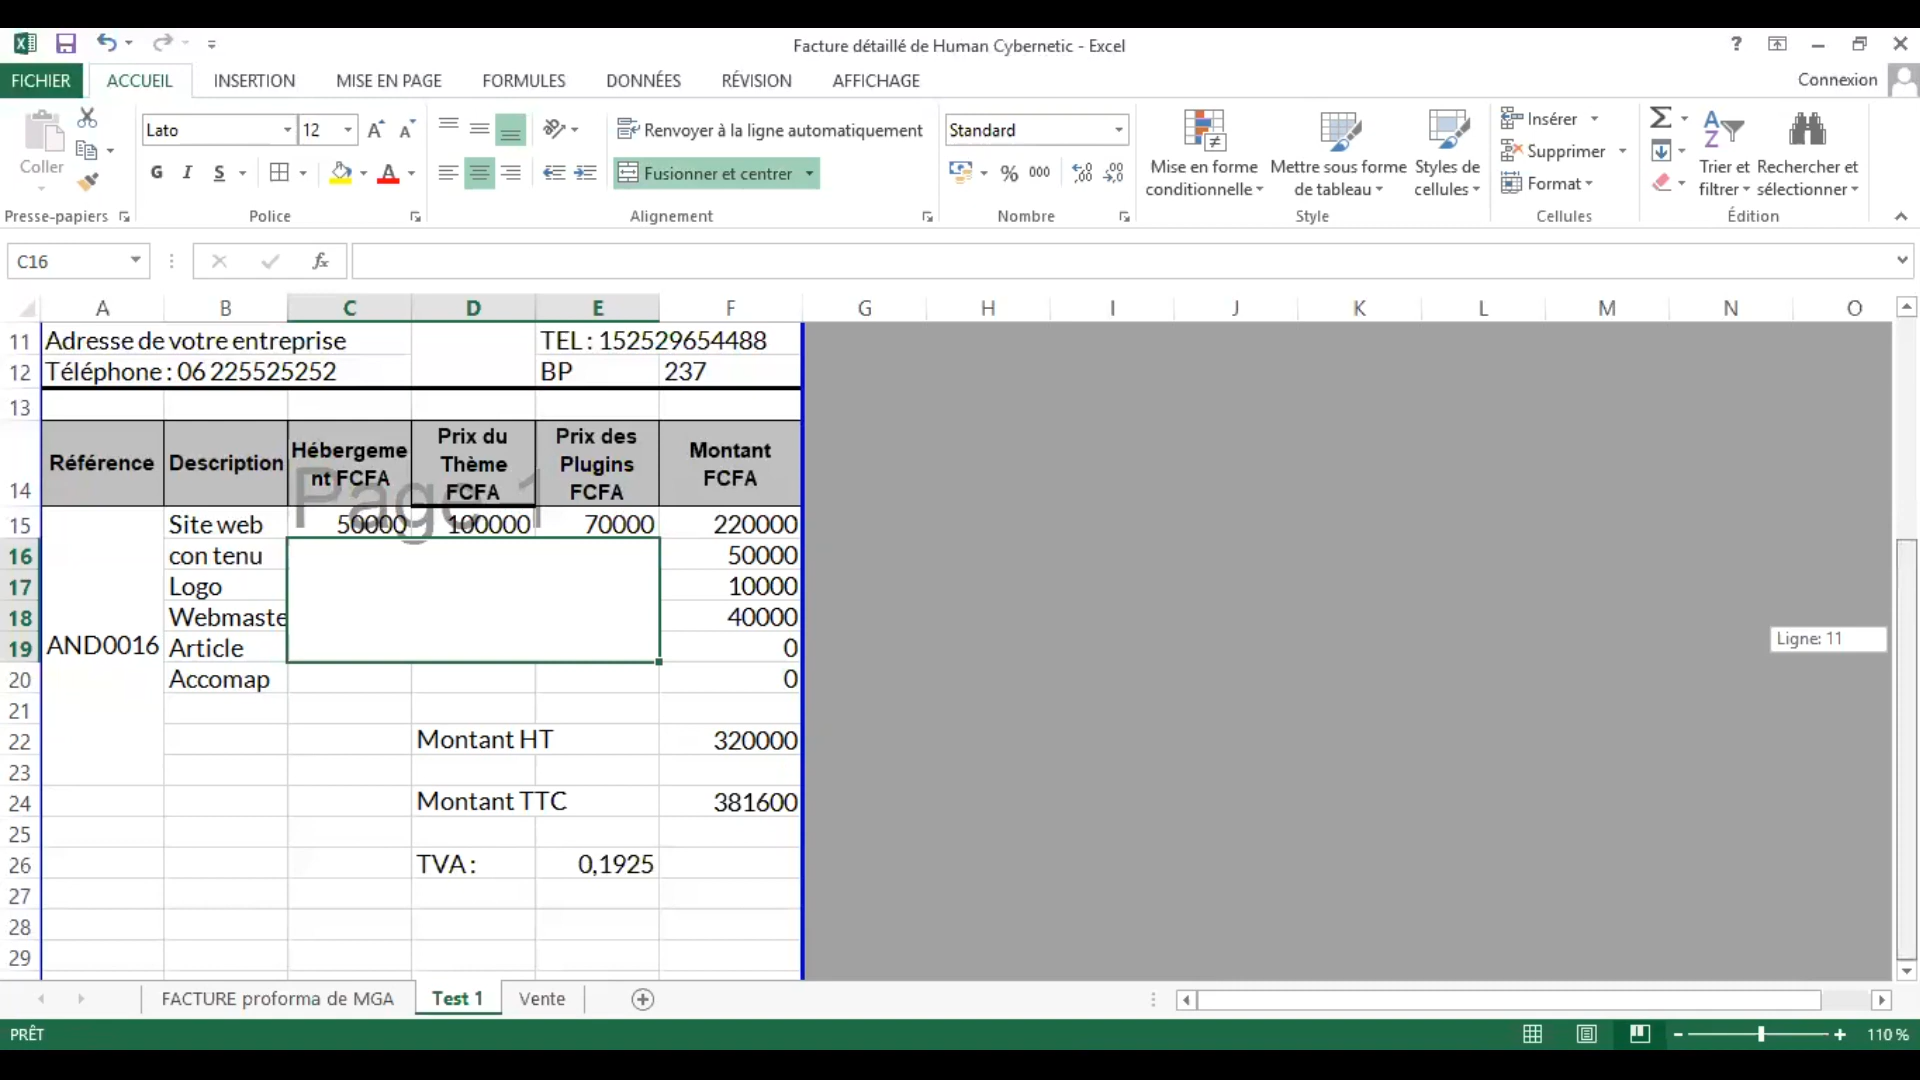 Facture détaillé de Human Cybernetic - Excel
?
FICHIER ACCUEIL INSERTION MISE EN PAGE FORMULES DONNÉES RÉVISION AFFICHAGE Connexion
Coller
Lato 12
Renvoyer à la ligne automatiquement
Standard
G I S
Fusionner et centrer
% 000
Mise en forme conditionnelle
Mettre sous forme de tableau
Styles de cellules
Insérer
Supprimer
Format
Trier et filtrer
Rechercher et sélectionner
Presse-papiers Police Alignement Nombre Style Cellules Édition
C16 fx
A B C D E F G H I J K L M N O
11 Adresse de votre entreprise TEL : 152529654488
12 Téléphone : 06 225525252 BP 237
13
14 Référence Description Hébergeme nt FCFA Prix du Thème FCFA Prix des Plugins FCFA Montant FCFA
Page 1
15 Site web 50000 100000 70000 220000
16 con tenu 50000
17 Logo 10000
18 Webmaste 40000
19 AND0016 Article 0
20 Accomap 0
21
22 Montant HT 320000
23
24 Montant TTC 381600
25
26 TVA : 0,1925
27
28
29
Ligne: 11
FACTURE proforma de MGA Test 1 Vente
PRÊT 110 %